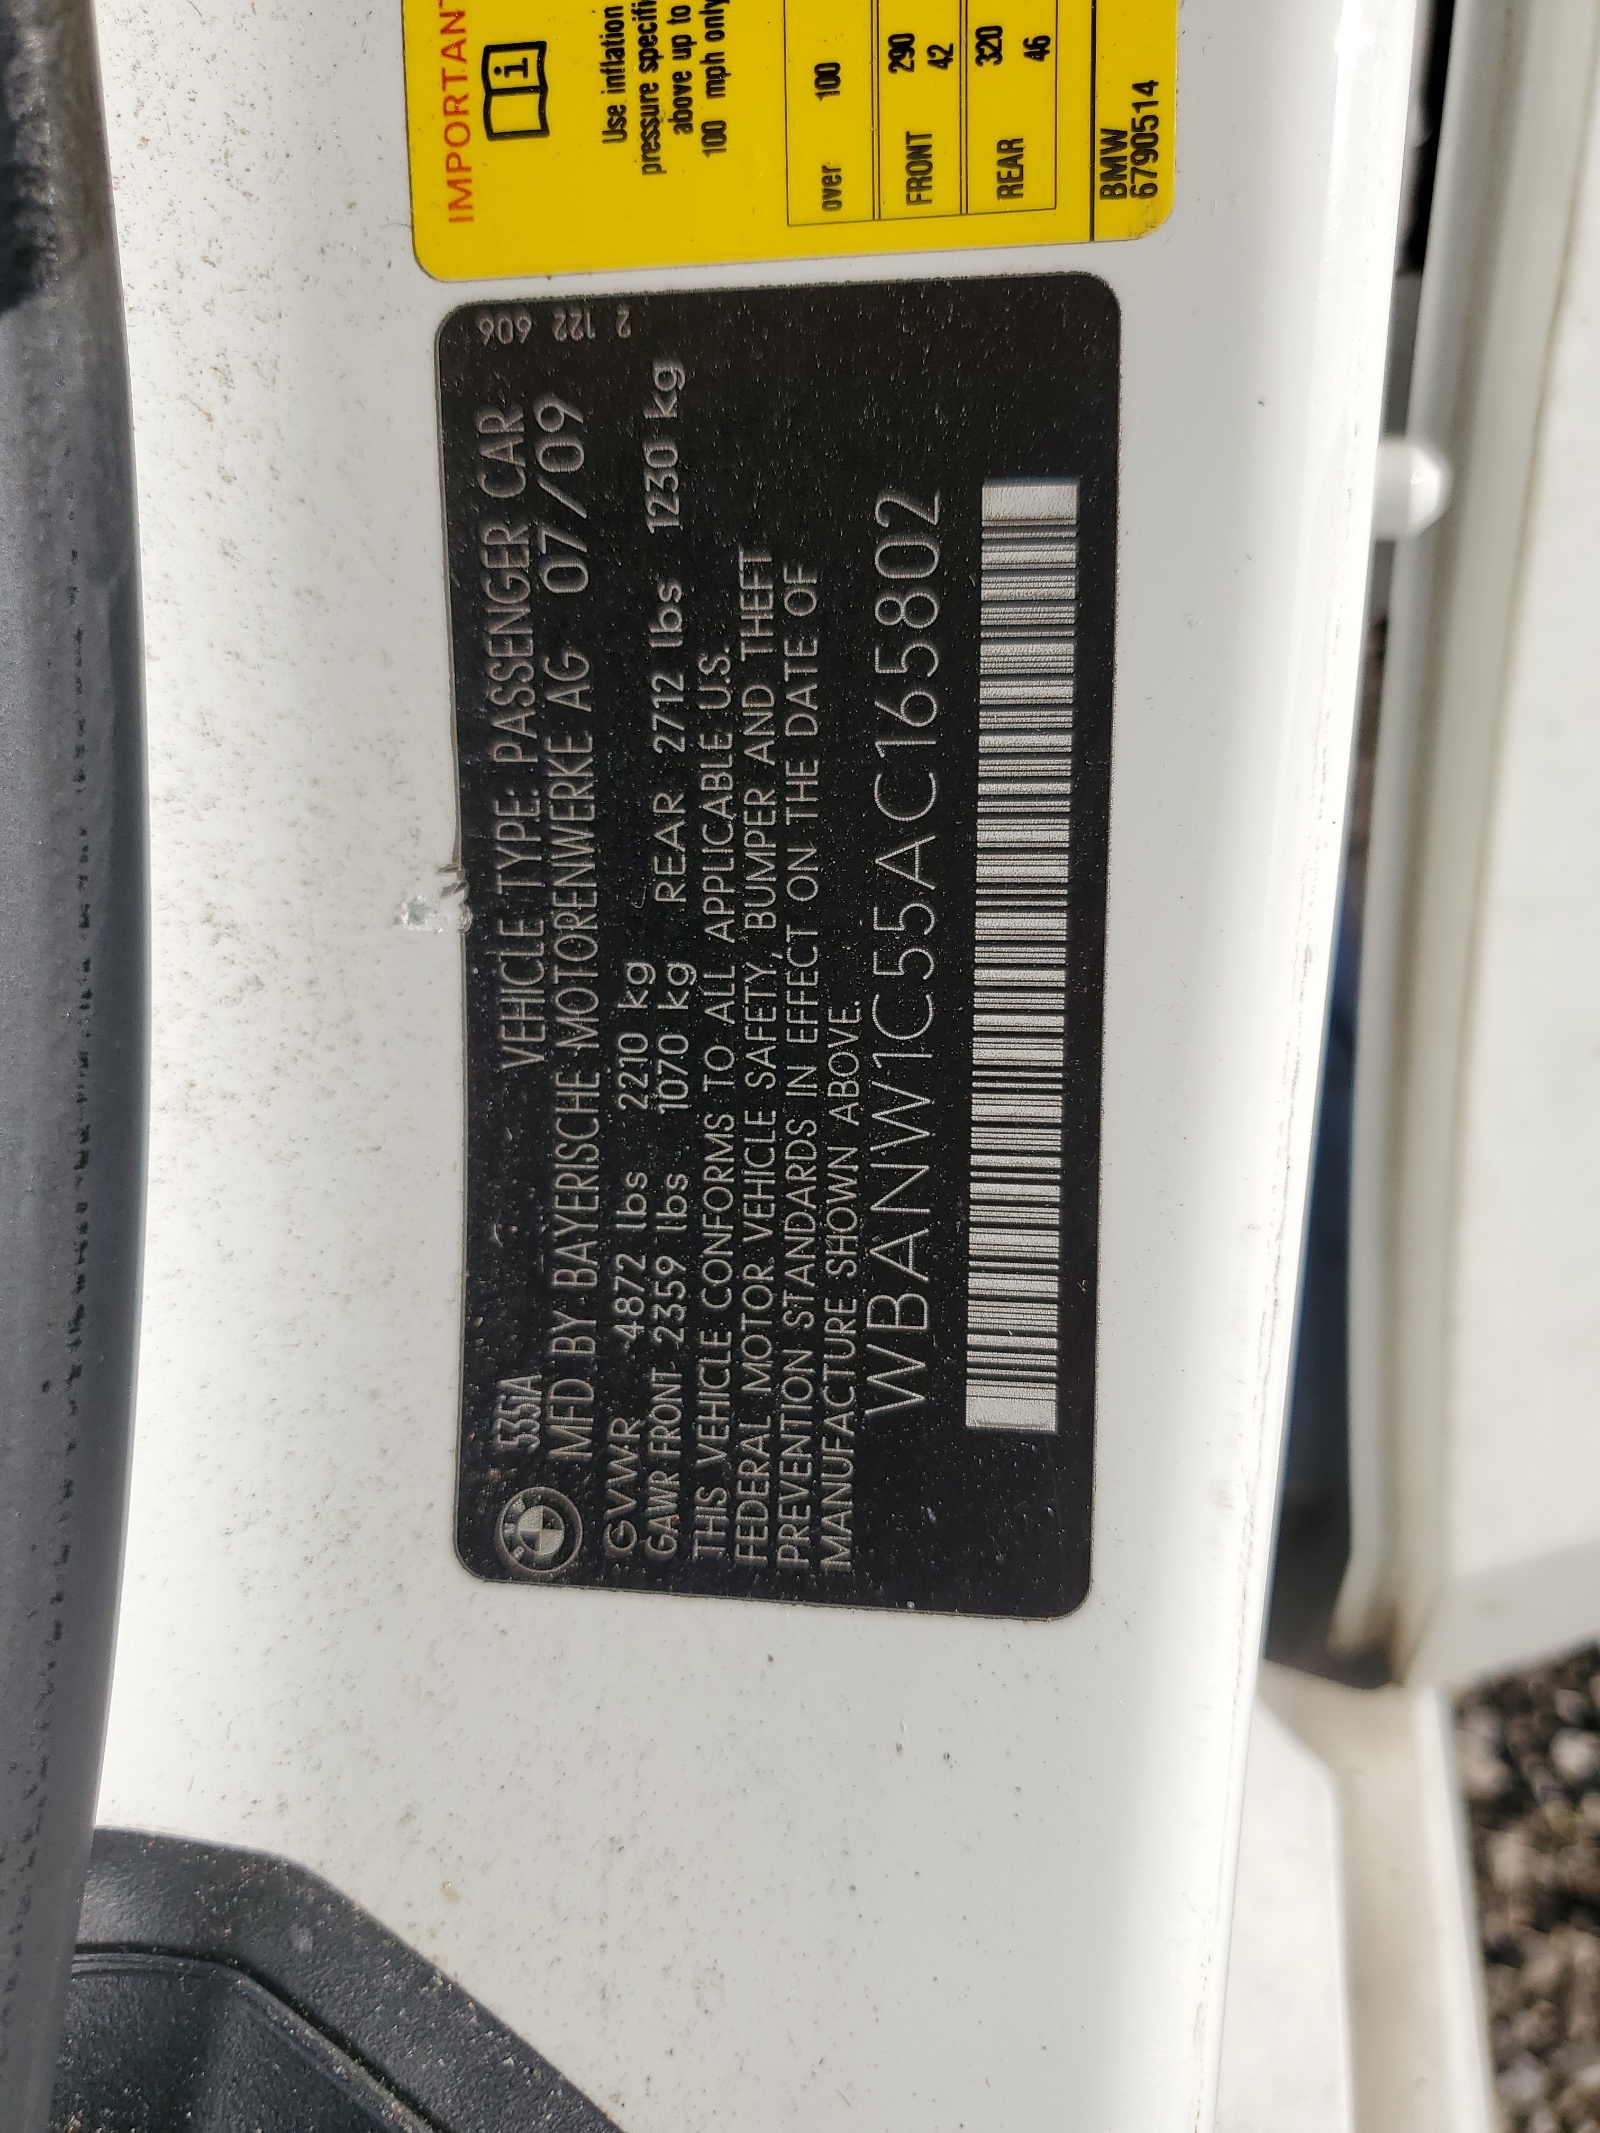 535iA VEHICLE TYPE: PASSENGER CAR
MFD BY BAYERISCHE MOTORENWERKE AG 07/09
GVWR 4872 lbs 2210 kg
GAWR FRONT 2359 lbs 1070 kg REAR 2712 lbs 1230 kg
THIS VEHICLE CONFORMS TO ALL APPLICABLE U.S.
FEDERAL MOTOR VEHICLE SAFETY, BUMPER AND THEFT
PREVENTION STANDARDS IN EFFECT ON THE DATE OF
MANUFACTURE SHOWN ABOVE.
WBANW1C55AC165802
2 122 606
IMPORTANT
i
Use inflation
pressure specifi
above up to
100 mph only
over 100
FRONT 290
42
REAR 320
46
BMW
6790514